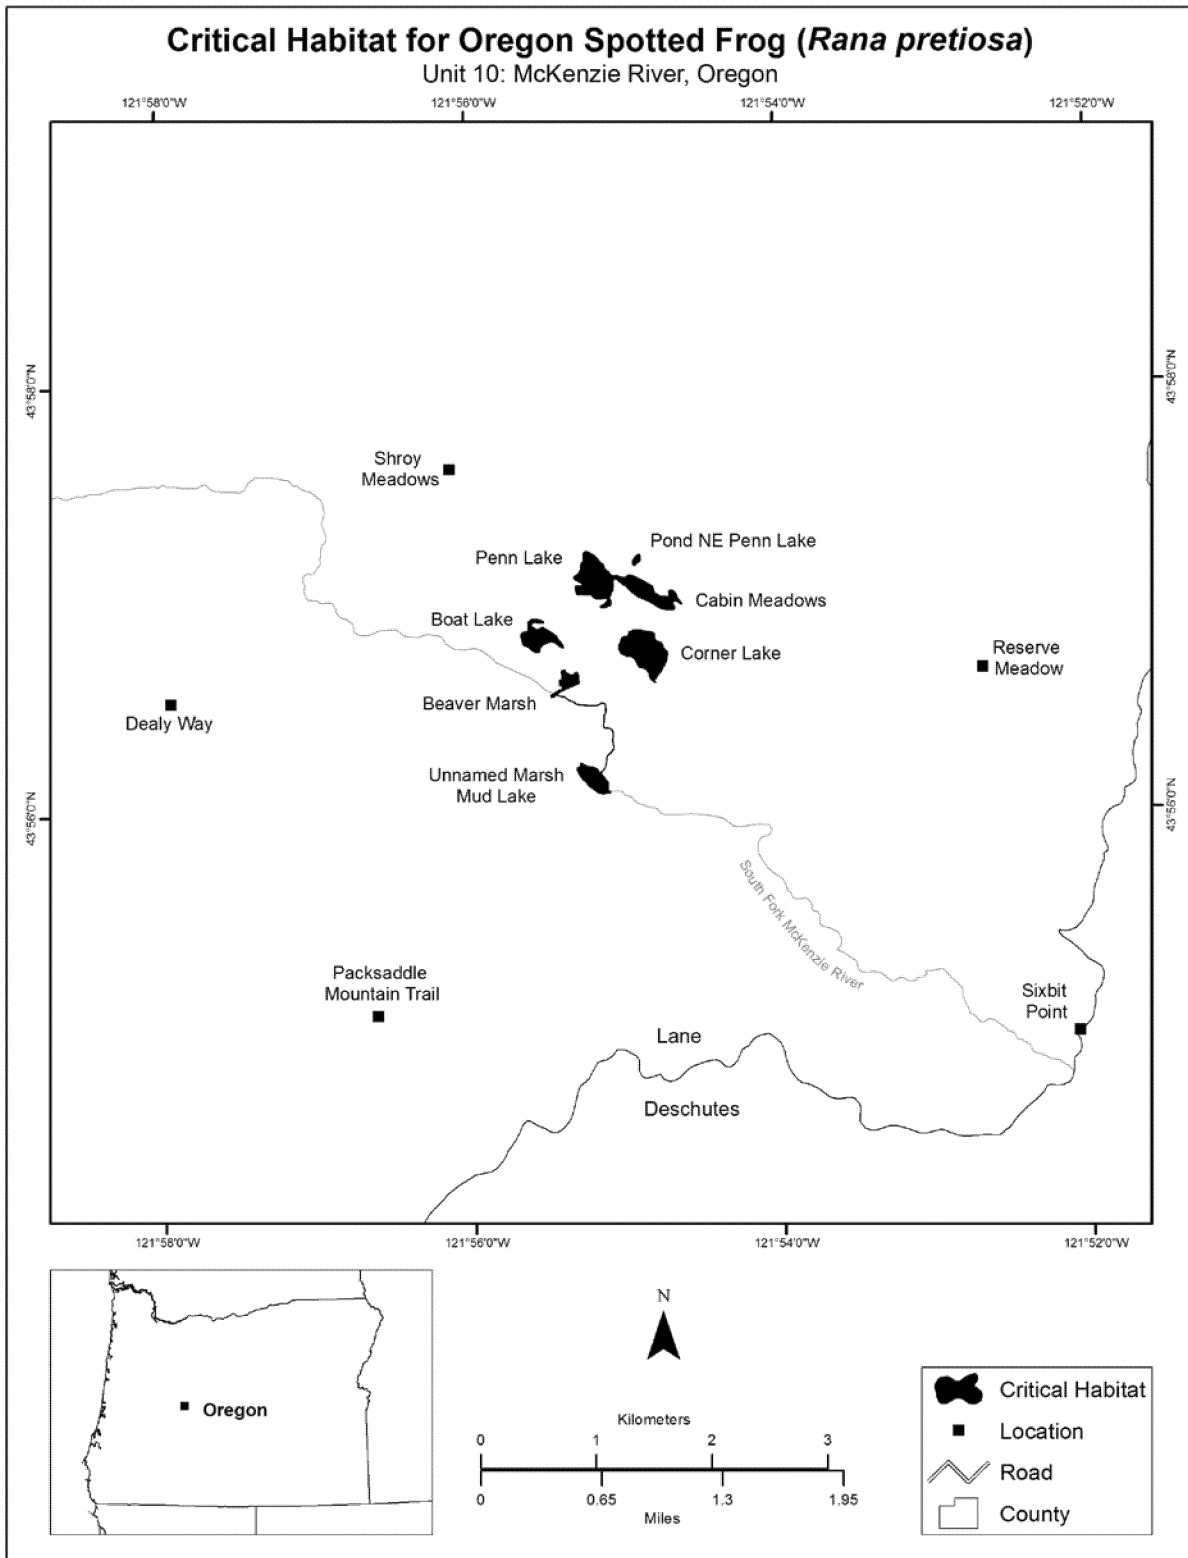 Critical Habitat for Oregon Spotted Frog (Rana pretiosa)
Unit 10: McKenzie River, Oregon
121°58'0"W
121°56'0"W
121°54'0"W
121°52'0"W
43°58'0"N
43°58'0"N
Shroy
Meadows
Pond NE Penn Lake
Penn Lake
Cabin Meadows
Boat Lake
Corner Lake
Reserve
Meadow
Beaver Marsh
Dealy Way
Unnamed Marsh
Mud Lake
43°56'0"N
43°56'0"N
South Fork McKenzie River
Packsaddle
Mountain Trail
Sixbit
Point
Lane
Deschutes
121°58'0"W
121°56'0"W
121°54'0"W
121°52'0"W
Oregon
N
Kilometers
0
1
2
3
0
0.65
1.3
1.95
Miles
Critical Habitat
Location
Road
County